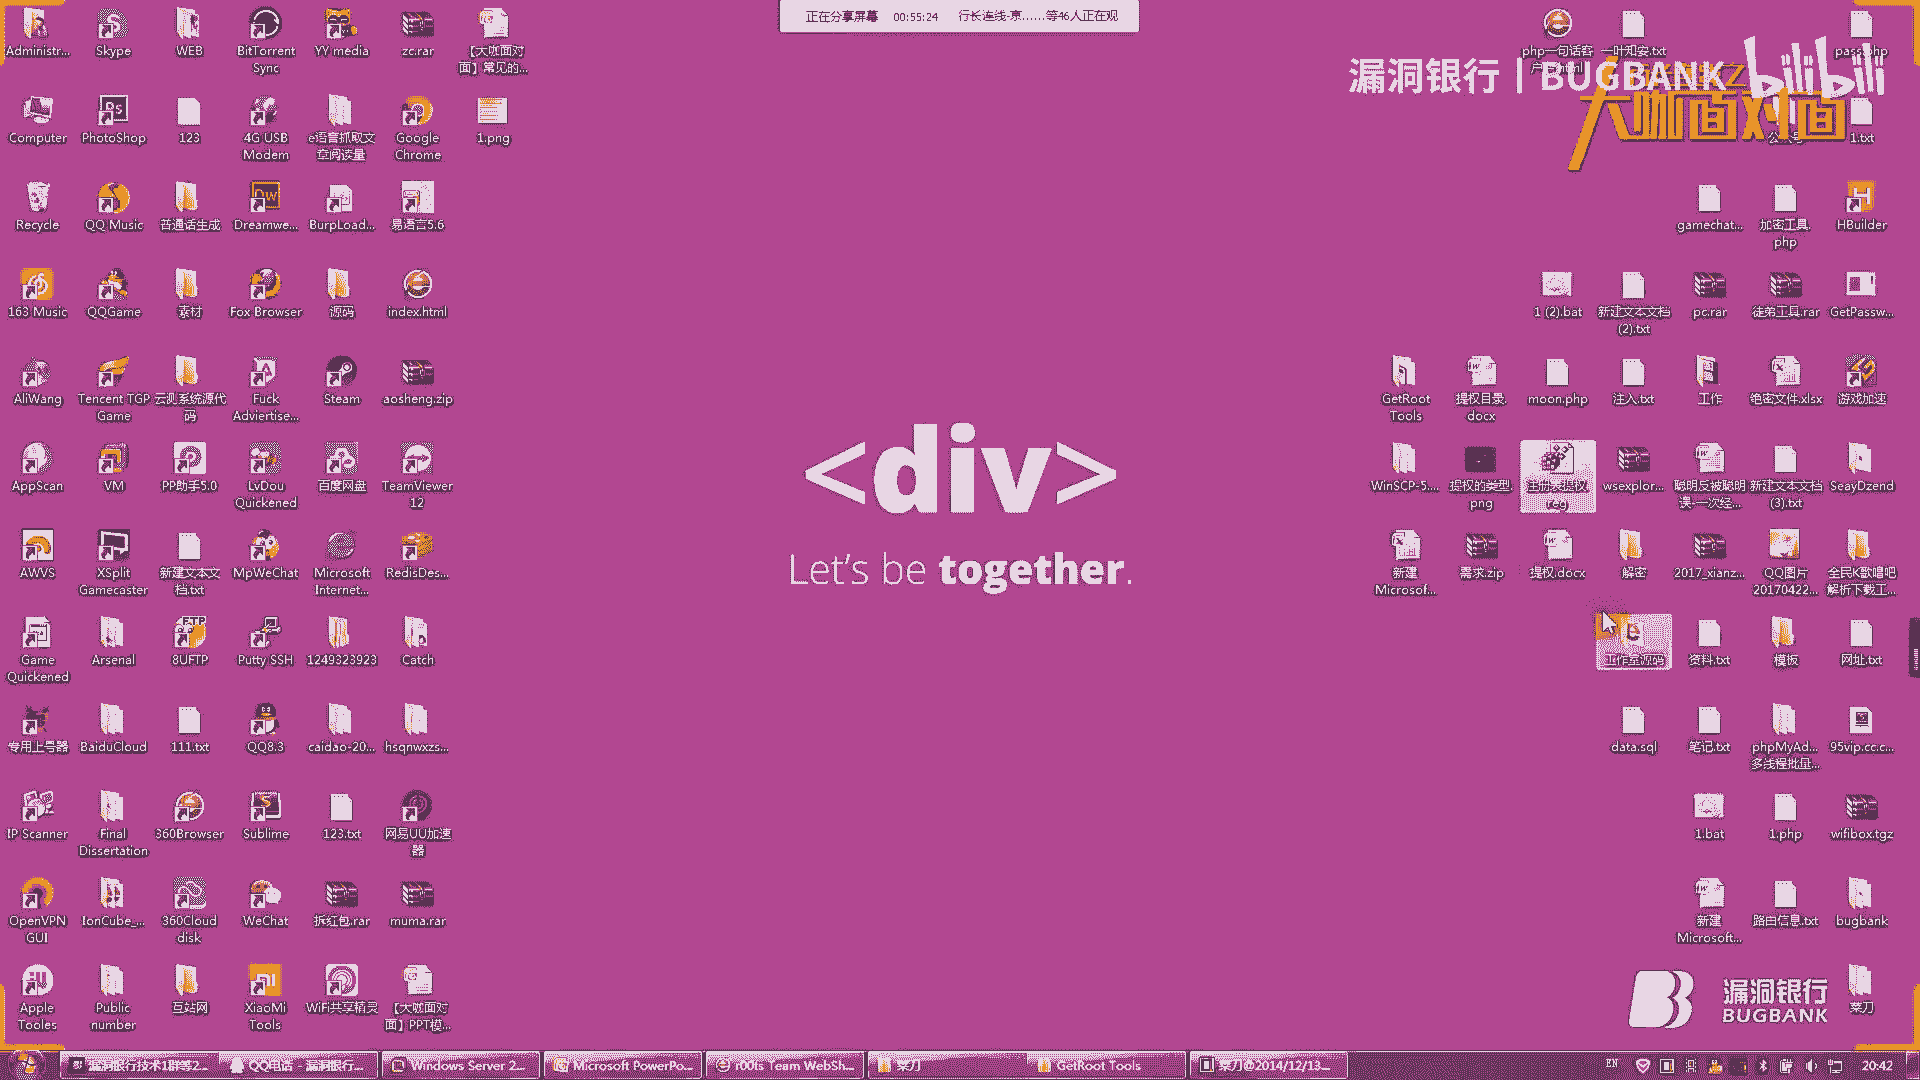 正在分享屏幕 00:55:24 行长连线-京......等46人正在观
漏洞银行 | BUGBANK
bilibili
大咖面对面
Administr...
Skype
WEB
BitTorrent
Sync
YY media
zc.rar
【大咖面对
面】常见的...
php一句话客
一叶知安.txt
pass.php
Computer
PhotoShop
123
4G USB
Modem
e语言抓取文
章阅读量
Google
Chrome
1.png
1.txt
Recycle
QQ Music
普通话生成
Dreamwe...
BurpLoad...
易语言5.6
gamechat...
加密工具.
php
HBuilder
163 Music
QQGame
素材
Fox Browser
源码
index.html
1 (2).bat
新建文本文档
(2).txt
pc.rar
徒弟工具.rar
GetPassw...
AliWang
Tencent TGP
Game
云测系统源代
码
Fuck
Adviertise...
Steam
aosheng.zip
GetRoot
Tools
提权目录.
docx
moon.php
注入.txt
工作
绝密文件.xlsx
游戏加速
<div>
Let's be together.
AppScan
VM
PP助手5.0
LvDou
Quickened
百度网盘
TeamViewer
12
WinSCP-5....
提权的类型.
png
注册表提权.
reg
wsexplor...
聪明反被聪明
误-一次经...
新建文本文档
(3).txt
SeayDzend
AWVS
XSplit
Gamecaster
新建文本文
档.txt
MpWeChat
Microsoft
Internet...
RedisDes...
新建
Microsof...
需求.zip
提权.docx
解密
2017_xianz...
QQ图片
20170422...
全民K歌唱吧
解析下载工...
Game
Quickened
Arsenal
8UFTP
Putty SSH
1249323923
Catch
工作室源码
资料.txt
模板
网址.txt
专用上号器
BaiduCloud
111.txt
QQ8.3
caidao-20...
hsqnwxzs...
data.sql
笔记.txt
phpMyAd...
多线程批量...
95vip.cc.c...
IP Scanner
Final
Dissertation
360Browser
Sublime
123.txt
网易UU加速
器
1.bat
1.php
wifibox.tgz
OpenVPN
GUI
IonCube_...
360Cloud
disk
WeChat
拆红包.rar
muma.rar
新建
Microsoft...
路由信息.txt
bugbank
Apple
Tooles
Public
number
互站网
XiaoMi
Tools
WiFi共享精灵
【大咖面对
面】PPT模...
漏洞银行
BUGBANK
菜刀
漏洞银行技术1群等2...
QQ电话 - 漏洞银行...
Windows Server 2...
Microsoft PowerPo...
r00ts Team WebSh...
菜刀
GetRoot Tools
菜刀@2014/12/13...
EN
20:42